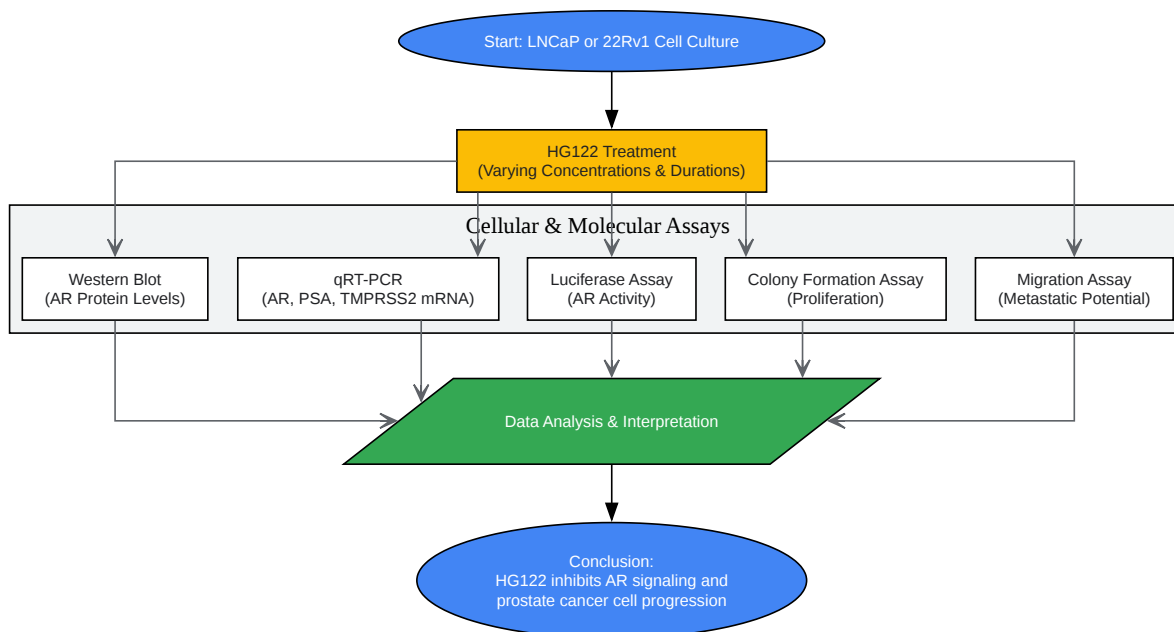 Start: LNCaP or 22Rv1 Cell Culture
HG122 Treatment
(Varying Concentrations & Durations)
Cellular & Molecular Assays
Western Blot
(AR Protein Levels)
qRT-PCR
(AR, PSA, TMPRSS2 mRNA)
Luciferase Assay
(AR Activity)
Colony Formation Assay
(Proliferation)
Migration Assay
(Metastatic Potential)
Data Analysis & Interpretation
Conclusion:
HG122 inhibits AR signaling and
prostate cancer cell progression